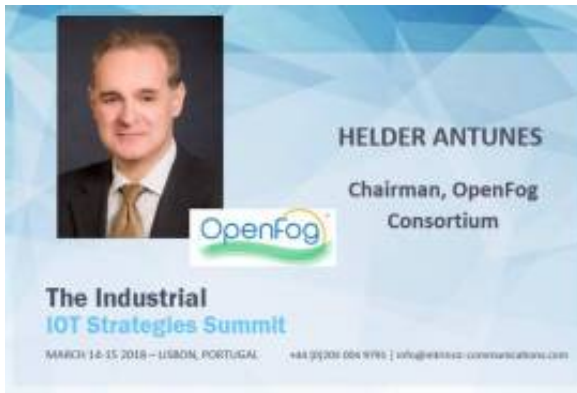 HELDER ANTUNES
Chairman, OpenFog
Consortium
OpenFog
The Industrial
IOT Strategies Summit
MARCH 14-15 2018 – LISBON, PORTUGAL